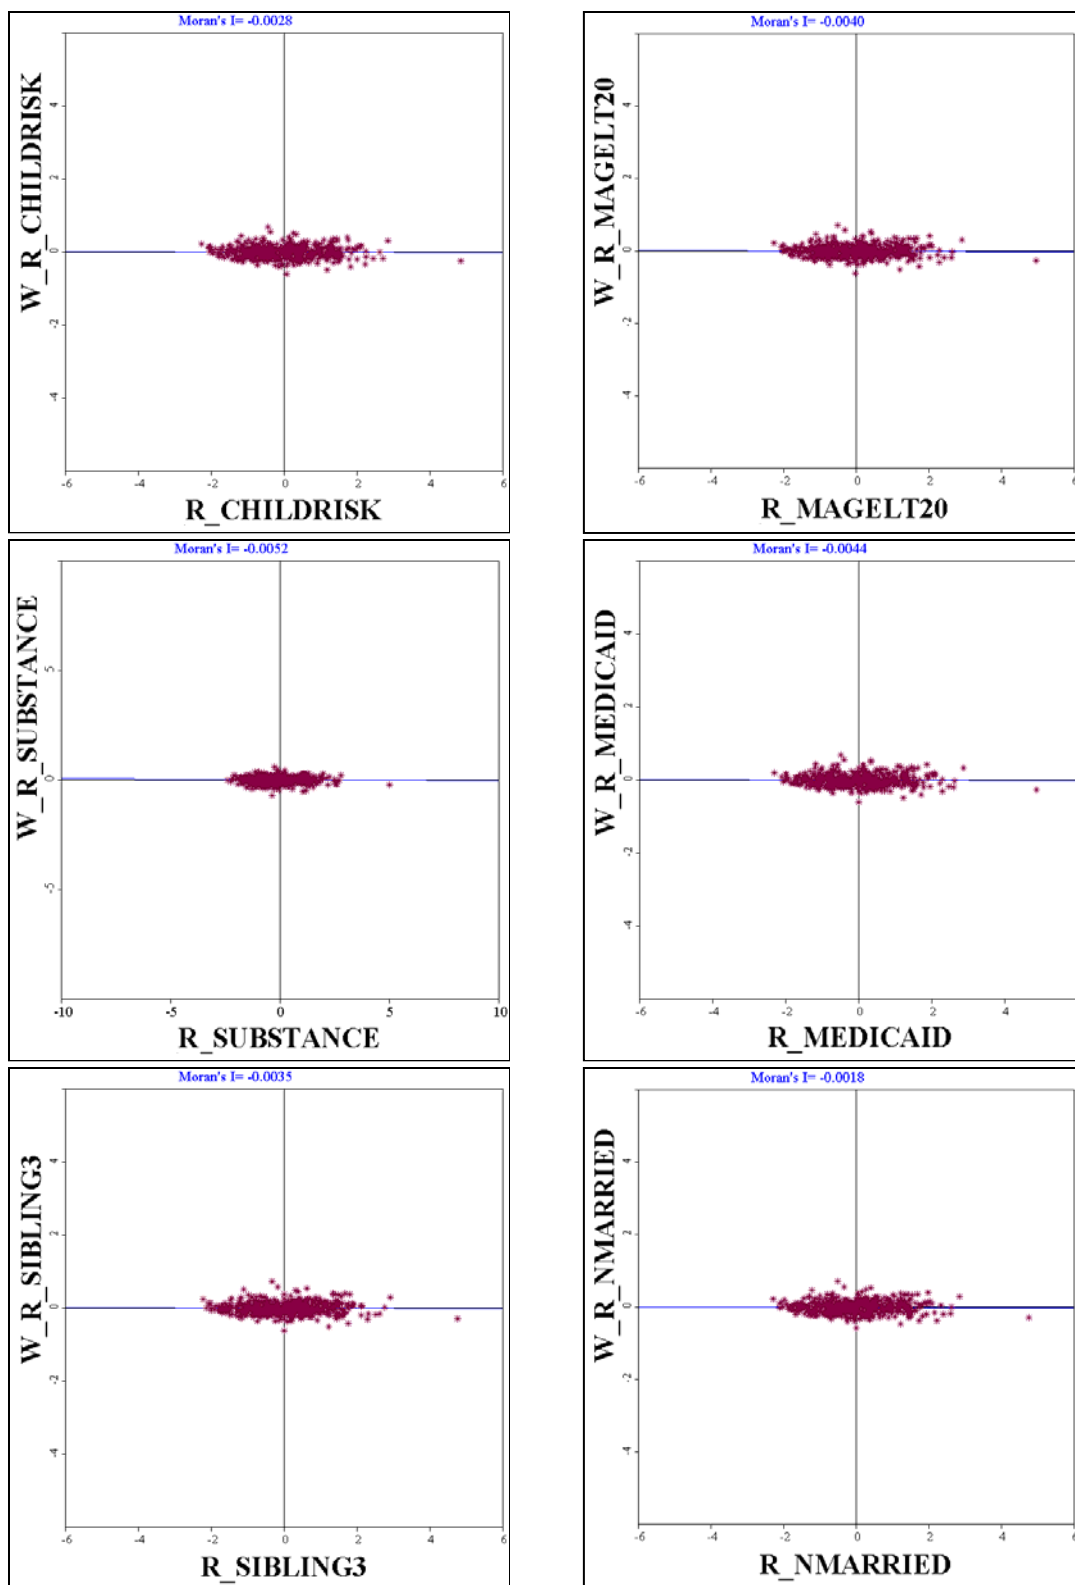 Moran's I= -0.0028
W_R_CHILDRISK
4
2
0
-2
-4
-6 -4 -2 0 2 4 6
R_CHILDRISK
Moran's I= -0.0040
W_R_MAGELT20
4
2
0
-2
-4
-6 -4 -2 0 2 4 6
R_MAGELT20
Moran's I= -0.0052
W_R_SUBSTANCE
5
0
-5
-10 -5 0 5 10
R_SUBSTANCE
Moran's I= -0.0044
W_R_MEDICAID
4
2
0
-2
-4
-6 -4 -2 0 2 4
R_MEDICAID
Moran's I= -0.0035
W_R_SIBLING3
4
2
0
-2
-4
-6 -4 -2 0 2 4 6
R_SIBLING3
Moran's I= -0.0018
W_R_NMARRIED
4
2
0
-2
-4
-6 -4 -2 0 2 4 6
R_NMARRIED